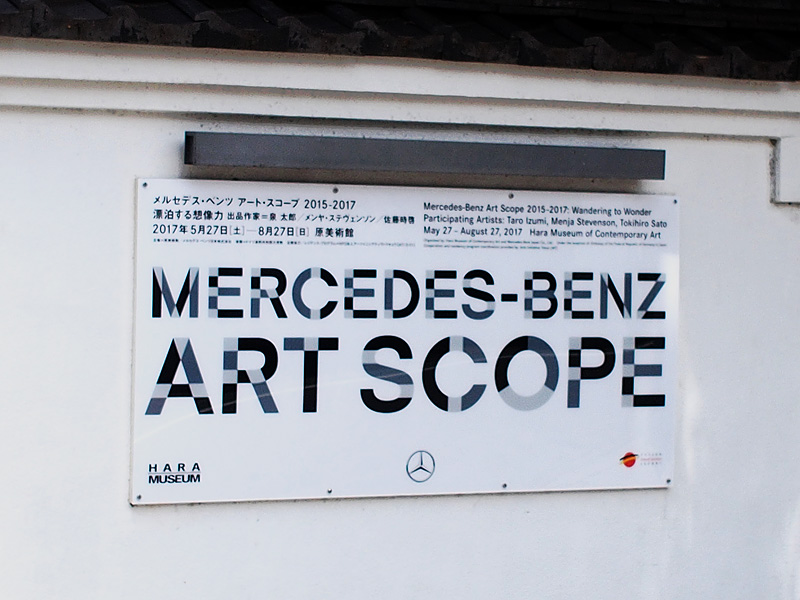 メルセデス・ベンツ アート・スコープ 2015-2017
漂泊する想像力 出品作家=泉 太郎/メンヤ・ステヴェンソン/佐藤時啓
2017年5月27日[土]—8月27日[日] 原美術館
Mercedes-Benz Art Scope 2015-2017: Wandering to Wonder
Participating Artists: Taro Izumi, Menja Stevenson, Tokihiro Sato
May 27 - August 27, 2017 Hara Museum of Contemporary Art
MERCEDES-BENZ
ART SCOPE
HARA
MUSEUM